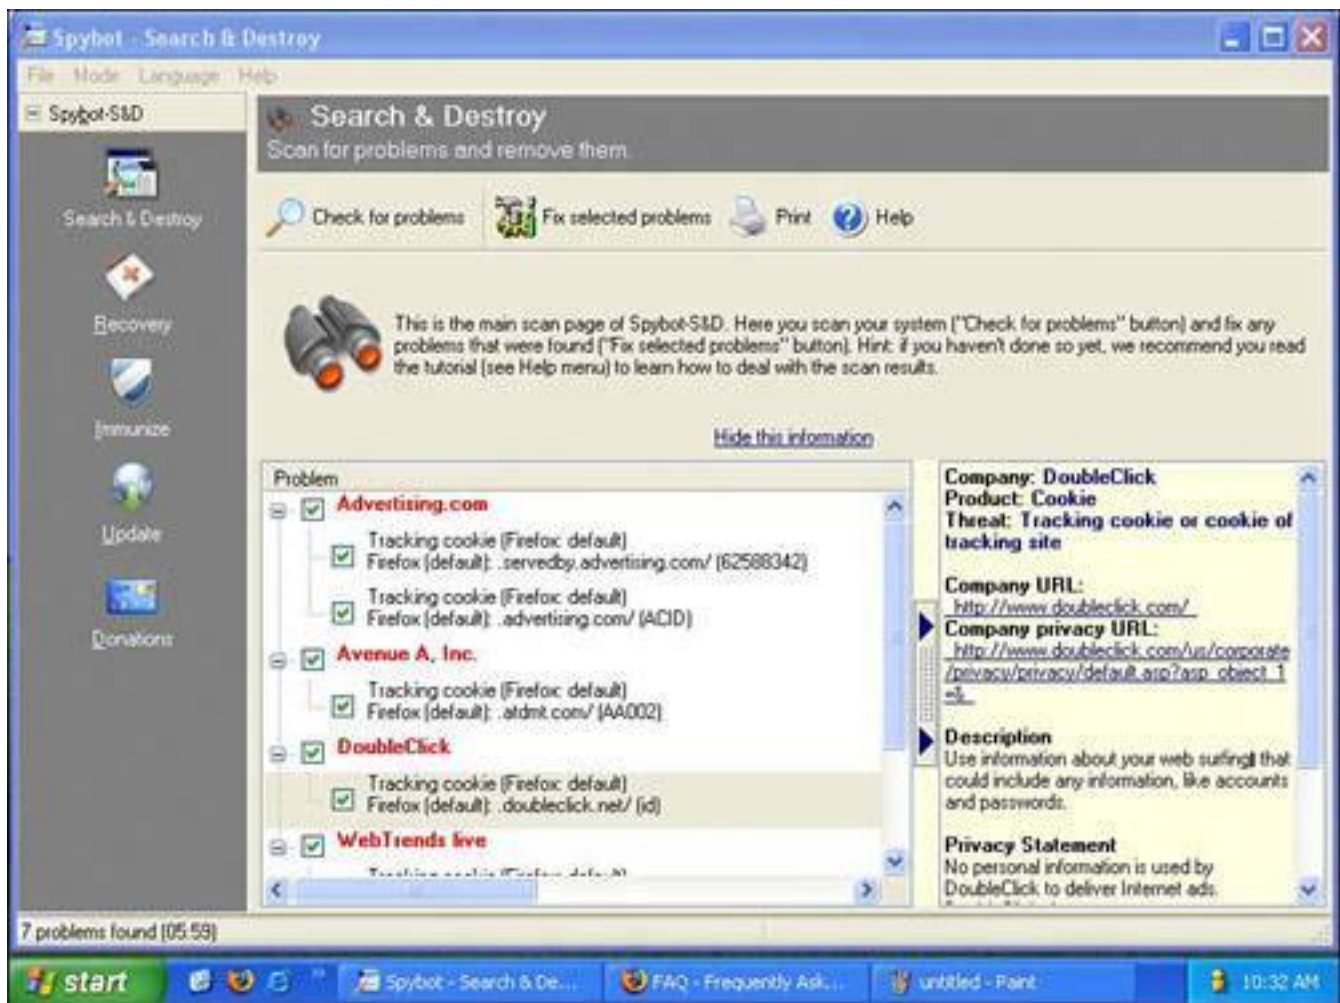 Spybot - Search & Destroy
File Mode Language Help
Spybot-S&D
Search & Destroy
Recovery
Immunize
Update
Donations
Search & Destroy
Scan for problems and remove them.
Check for problems Fix selected problems Print Help
This is the main scan page of Spybot-S&D. Here you scan your system ("Check for problems" button) and fix any
problems that were found ("Fix selected problems" button). Hint: if you haven't done so yet, we recommend you read
the tutorial (see Help menu) to learn how to deal with the scan results.
Hide this information
Problem
Advertising.com
Tracking cookie (Firefox: default)
Firefox (default): .servedby.advertising.com/ (62588342)
Tracking cookie (Firefox: default)
Firefox (default): .advertising.com/ (ACID)
Avenue A, Inc.
Tracking cookie (Firefox: default)
Firefox (default): .atdmt.com/ (AA002)
DoubleClick
Tracking cookie (Firefox: default)
Firefox (default): .doubleclick.net/ (id)
WebTrends live
Tracking cookie (Firefox: default)
Company: DoubleClick
Product: Cookie
Threat: Tracking cookie or cookie of
tracking site
Company URL:
http://www.doubleclick.com/
Company privacy URL:
http://www.doubleclick.com/us/corporate
/privacy/privacy/default.asp?asp_object_1
=&
Description
Use information about your web surfing that
could include any information, like accounts
and passwords.
Privacy Statement
No personal information is used by
DoubleClick to deliver Internet ads.
7 problems found (05:59)
start Spybot - Search & De... FAQ - Frequently Ask... untitled - Paint 10:32 AM